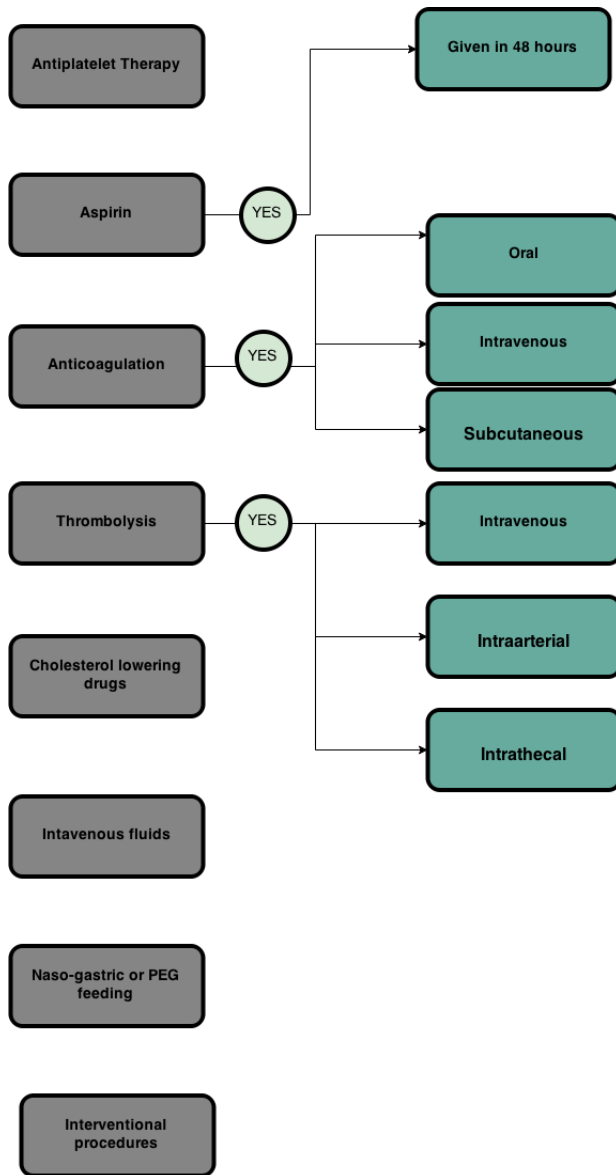 Antiplatelet Therapy
Given in 48 hours
Aspirin
YES
Oral
Anticoagulation
YES
Intravenous
Subcutaneous
Thrombolysis
YES
Intravenous
Intraarterial
Cholesterol lowering
drugs
Intrathecal
Intavenous fluids
Naso-gastric or PEG
feeding
Interventional
procedures